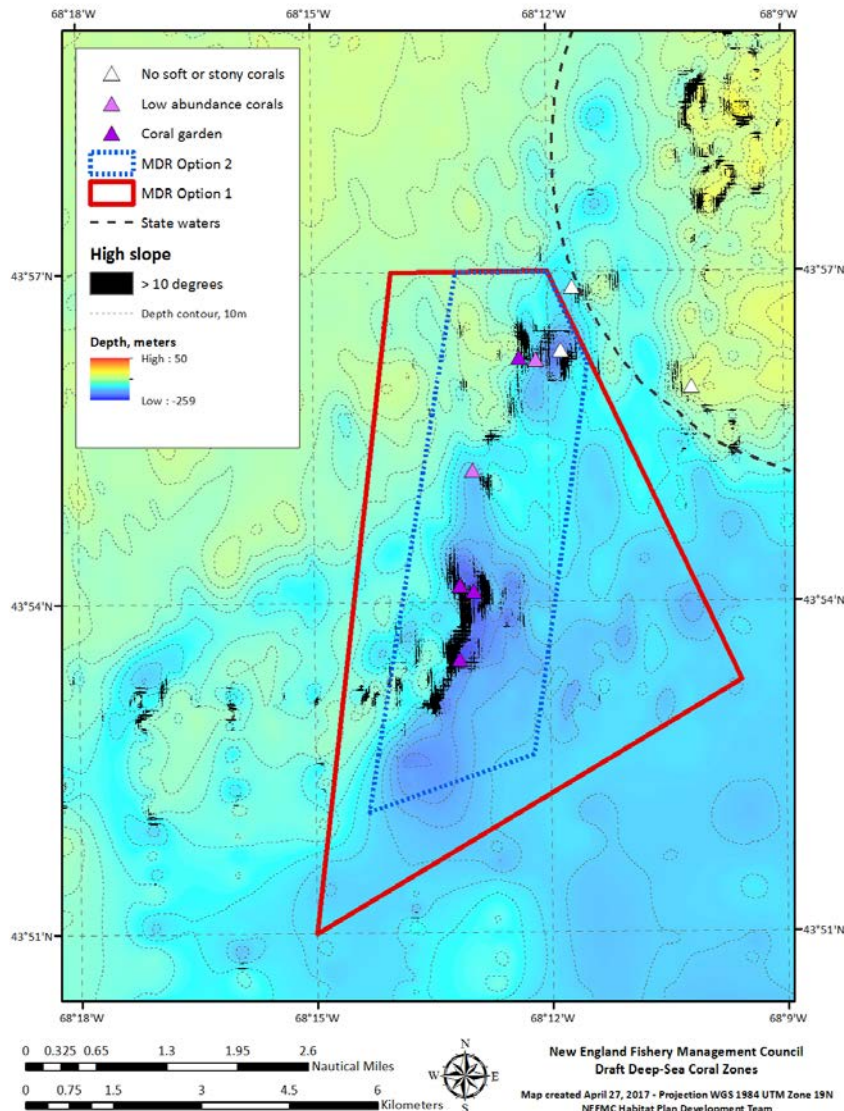 68°18'W 68°15'W 68°12'W 68°9'W
No soft or stony corals
Low abundance corals
Coral garden
MDR Option 2
MDR Option 1
State waters
High slope
> 10 degrees
Depth contour, 10m
Depth, meters
High : 50
Low : -259
43°57'N 43°57'N
43°54'N 43°54'N
43°51'N 43°51'N
68°18'W 68°15'W 68°12'W 68°9'W
0 0.325 0.65 1.3 1.95 2.6
Nautical Miles
0 0.75 1.5 3 4.5 6
Kilometers
N
W E
S
New England Fishery Management Council
Draft Deep-Sea Coral Zones
Map created April 27, 2017 - Projection WGS 1984 UTM Zone 19N
NEFMC Habitat Plan Development Team